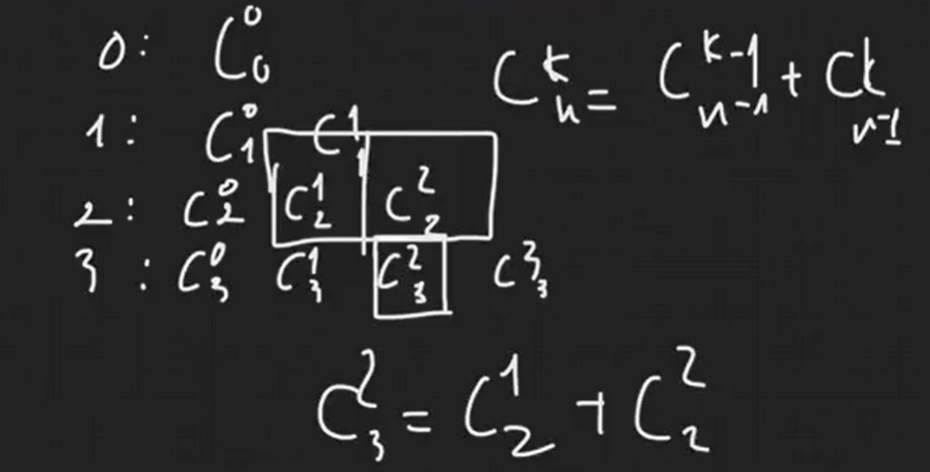 0: C_0^0
C_n^k = C_{n-1}^{k-1} + C_{n-1}^k
1: C_1^0 C_1^1
2: C_2^0 C_2^1 C_2^2
3: C_3^0 C_3^1 C_3^2 C_3^3
C_3^2 = C_2^1 + C_2^2